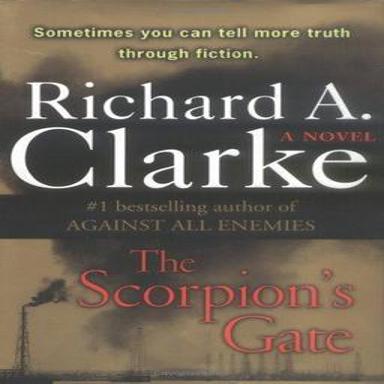 Sometimes you can tell more truth
through fiction.
Richard A.
A NOVEL
Clarke
#1 bestselling author of
AGAINST ALL ENEMIES
The
Scorpion's
Gate